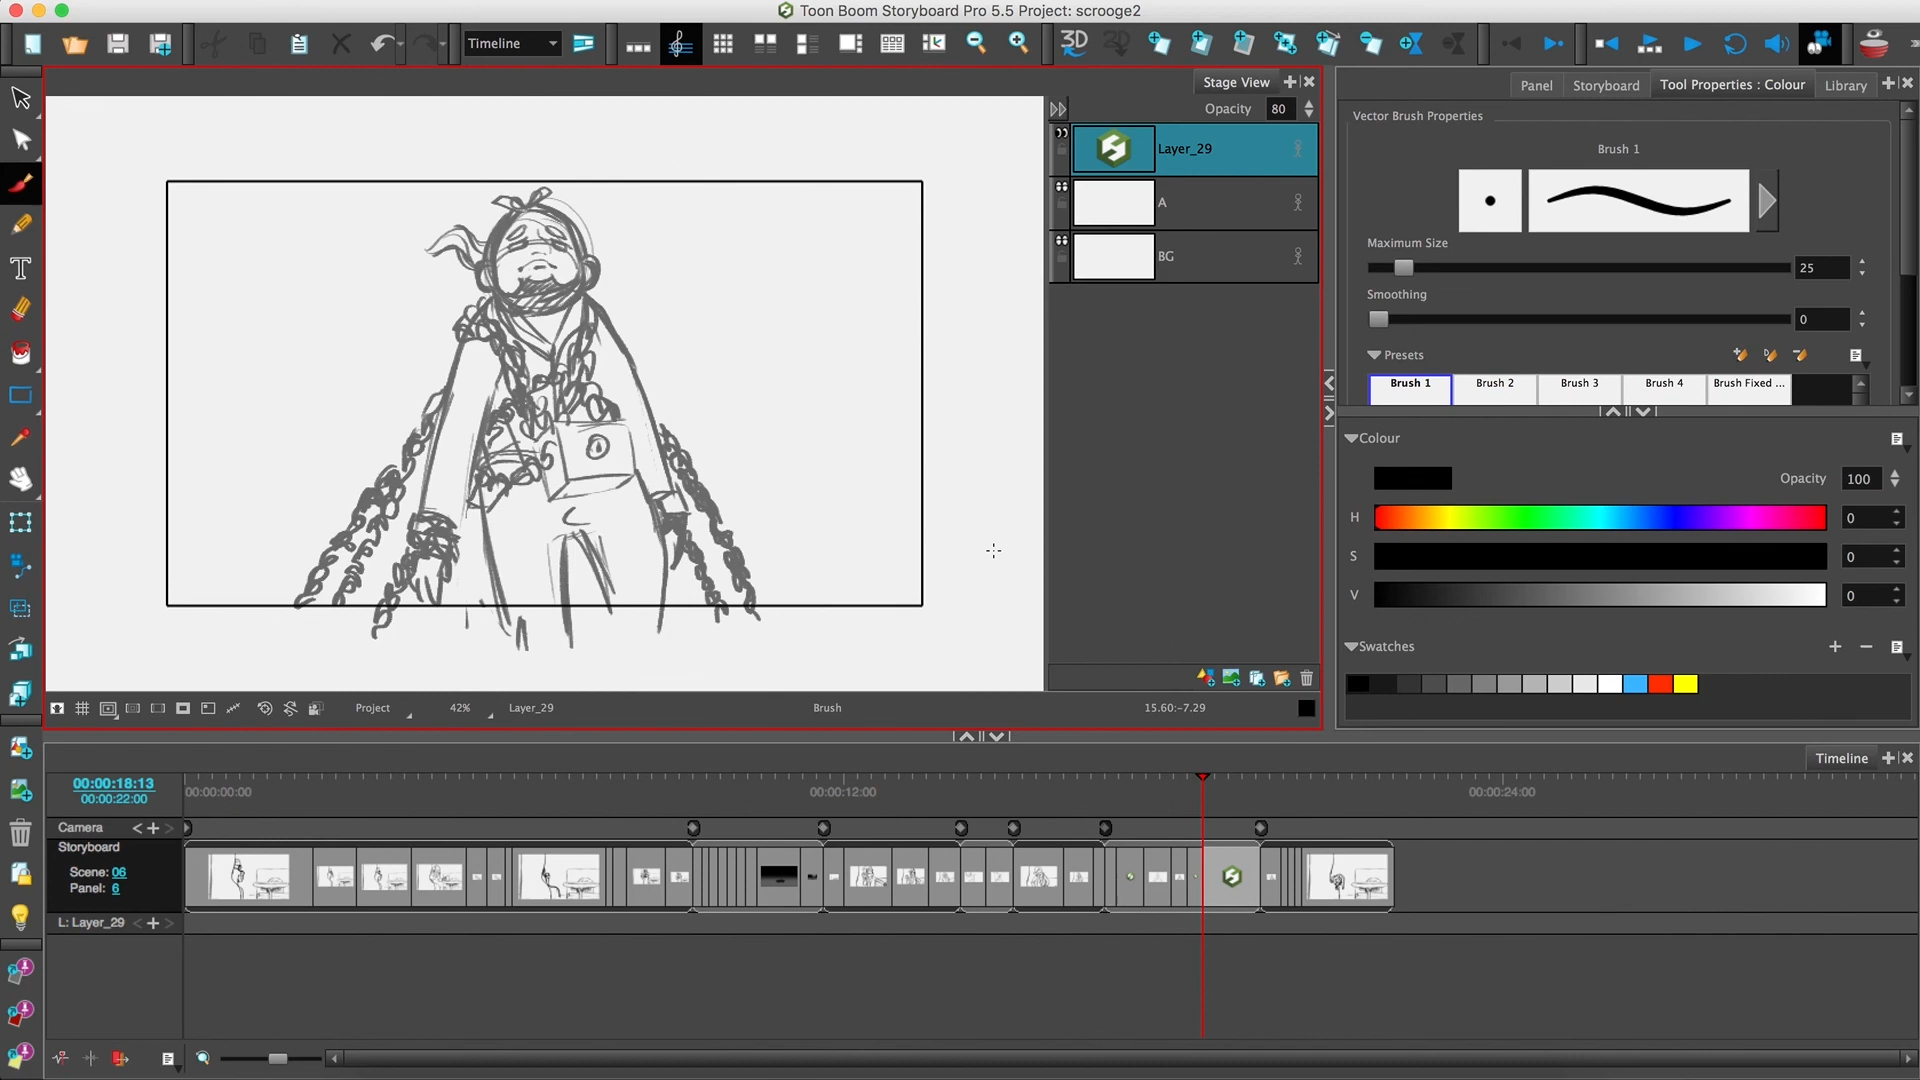 Toon Boom Storyboard Pro 5.5 Project: scrooge2
Timeline
3D
2D
Stage View
Opacity 80
Layer_29
A
BG
Panel
Storyboard
Tool Properties : Colour
Library
Vector Brush Properties
Brush 1
Maximum Size
25
Smoothing
0
Presets
Brush 1
Brush 2
Brush 3
Brush 4
Brush Fixed ...
Colour
Opacity 100
H 0
S 0
V 0
Swatches
Project
42%
Layer_29
Brush
15.60:-7.29
Timeline
00:00:18:13
00:00:22:00
00:00:00:00
00:00:12:00
00:00:24:00
Camera
Storyboard
Scene: 06
Panel: 6
L: Layer_29